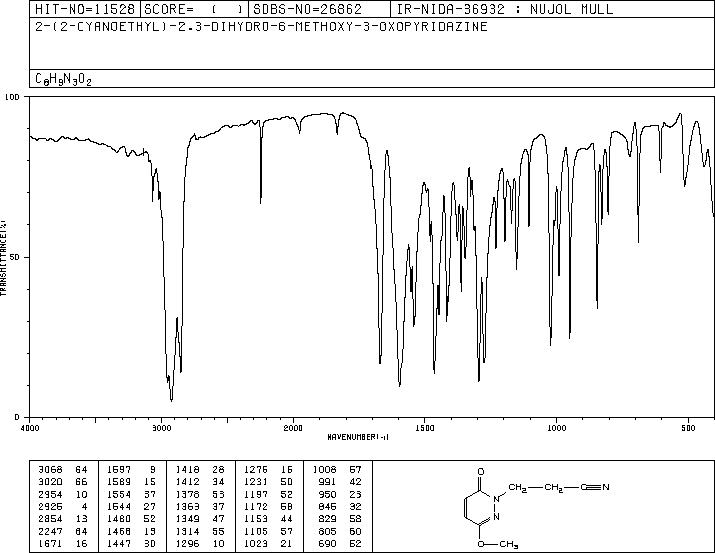 HIT-NO=11528 SCORE= ( ) SDBS-NO=26862 IR-NIDA-36932 : NUJOL MULL
2-(2-CYANOETHYL)-2.3-DIHYDRO-6-METHOXY-3-OXOPYRIDAZINE
C8H9N3O2
100
50
0
TRANSMITTANCE(%)
4000 3000 2000 1500 1000 500
WAVENUMBER(-1)
3068 64 1597 9 1418 28 1276 16 1008 57
3020 66 1569 15 1412 34 1231 50 991 42
2954 10 1554 37 1378 53 1197 52 950 23
2925 4 1544 27 1363 37 1172 58 845 32
2854 13 1480 52 1349 47 1153 44 829 58
2247 64 1468 13 1314 55 1105 57 805 60
1671 16 1447 30 1296 10 1023 21 690 52
O
N CH2 CH2 C≡N
N
O CH3